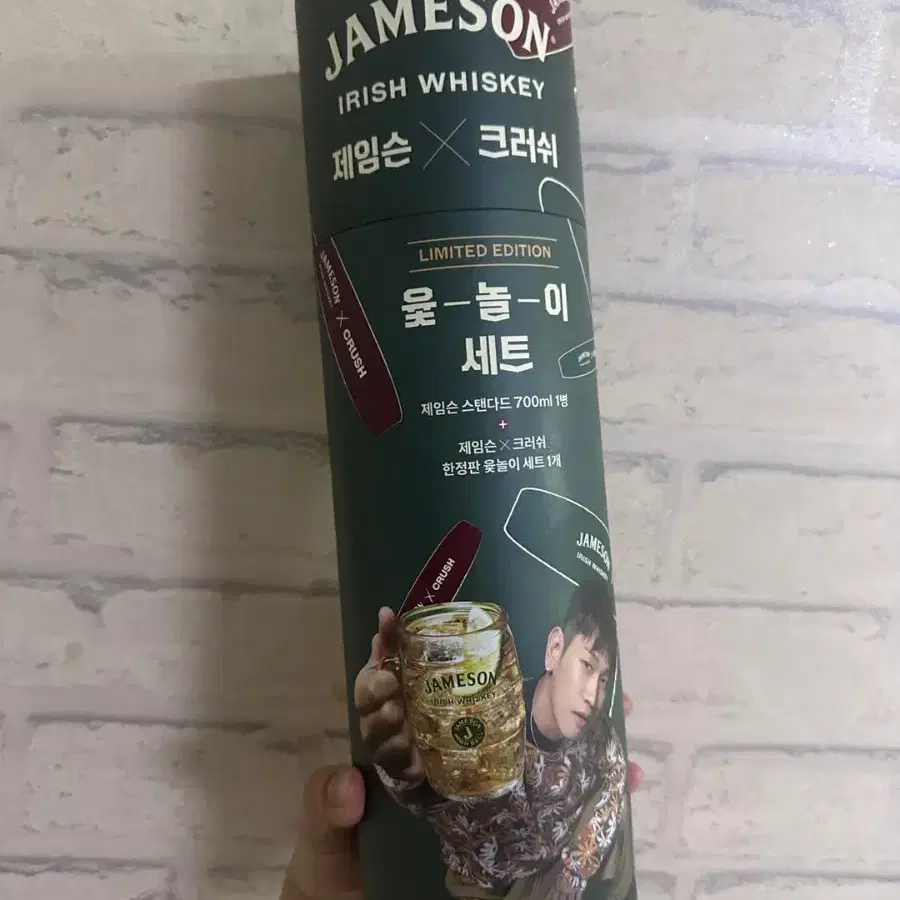 JAMESON
IRISH WHISKEY
제임슨 X 크러쉬
LIMITED EDITION
윷-놀-이
세트
JAMESON X CRUSH
제임슨 스탠다드 700ml 1병
+
제임슨 X 크러쉬
한정판 윷놀이 세트 1개
JAMESON
IRISH WHISKEY
X CRUSH
JAMESON
IRISH WHISKEY
JAMESON
J